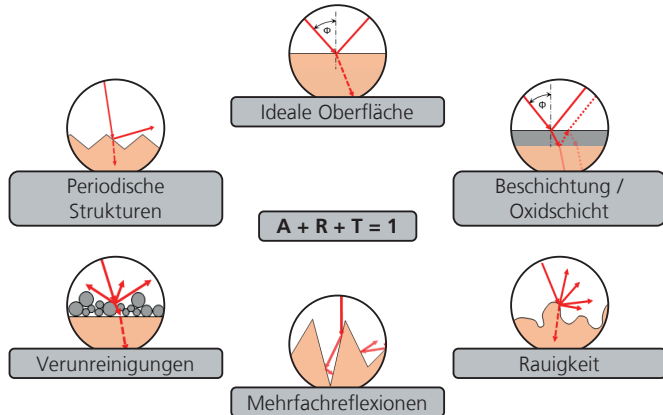 Φ
Ideale Oberfläche
Periodische
Strukturen
Φ
Beschichtung /
Oxidschicht
A + R + T = 1
Verunreinigungen
Mehrfachreflexionen
Rauigkeit